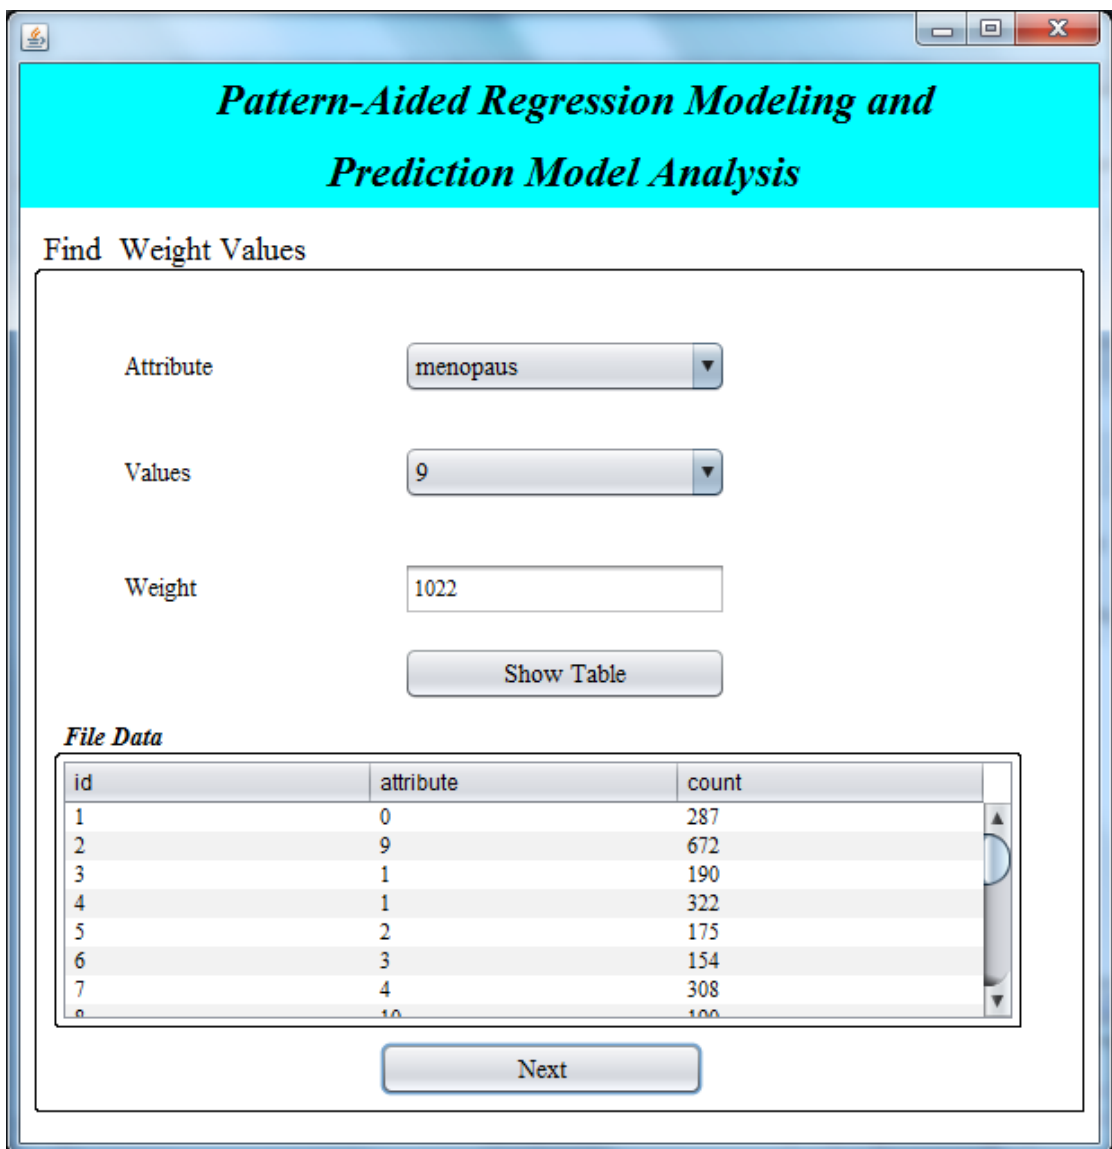 Pattern-Aided Regression Modeling and
Prediction Model Analysis
Find Weight Values
Attribute menopaus
Values 9
Weight 1022
Show Table
File Data
id attribute count
1 0 287
2 9 672
3 1 190
4 1 322
5 2 175
6 3 154
7 4 308
Next